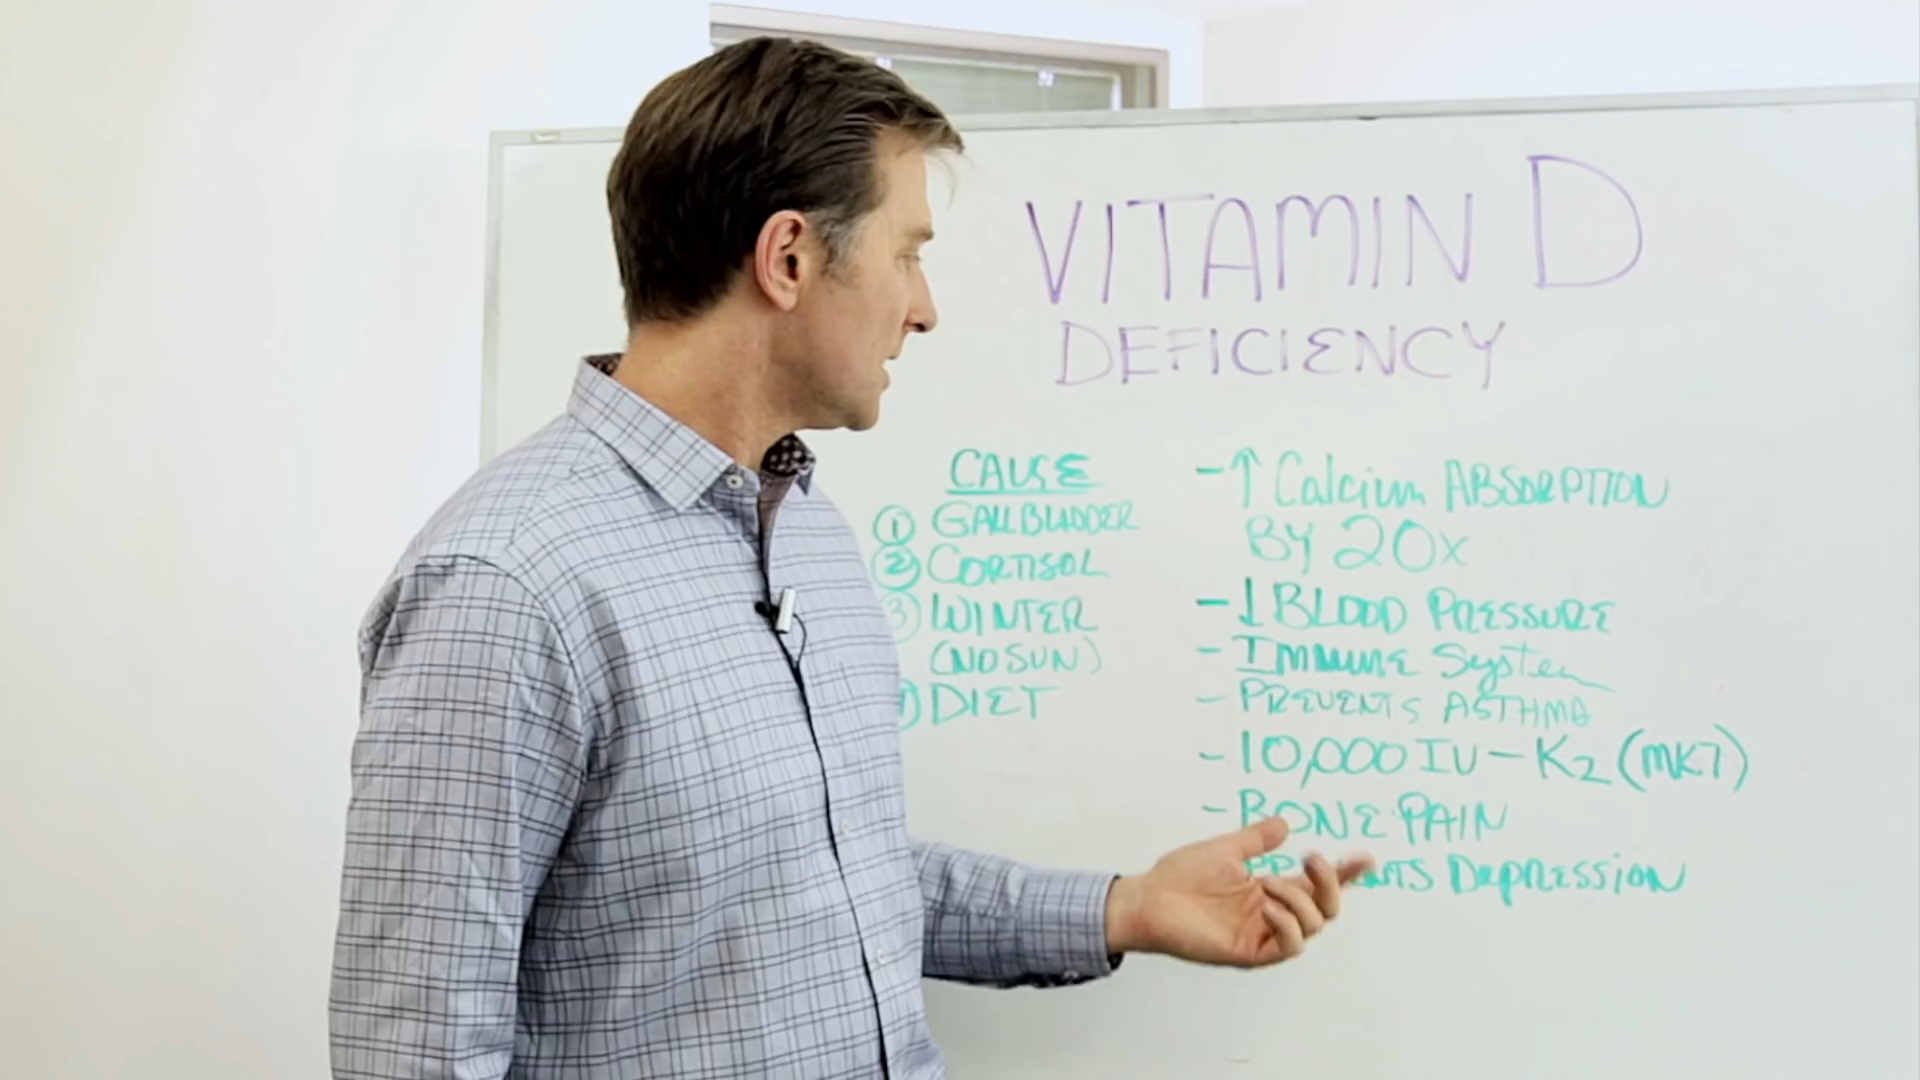 VITAMIN D
DEFICIENCY
CAUSE
① GALLBLADDER
② CORTISOL
③ WINTER
(NO SUN)
DIET
- ↑ Calcium ABSORPTION
BY 20x
- ↓ BLOOD PRESSURE
- IMMUNE System
- PREVENTS ASTHMA
- 10,000 IU - K2 (MK7)
- BONE PAIN
DEPRESSION